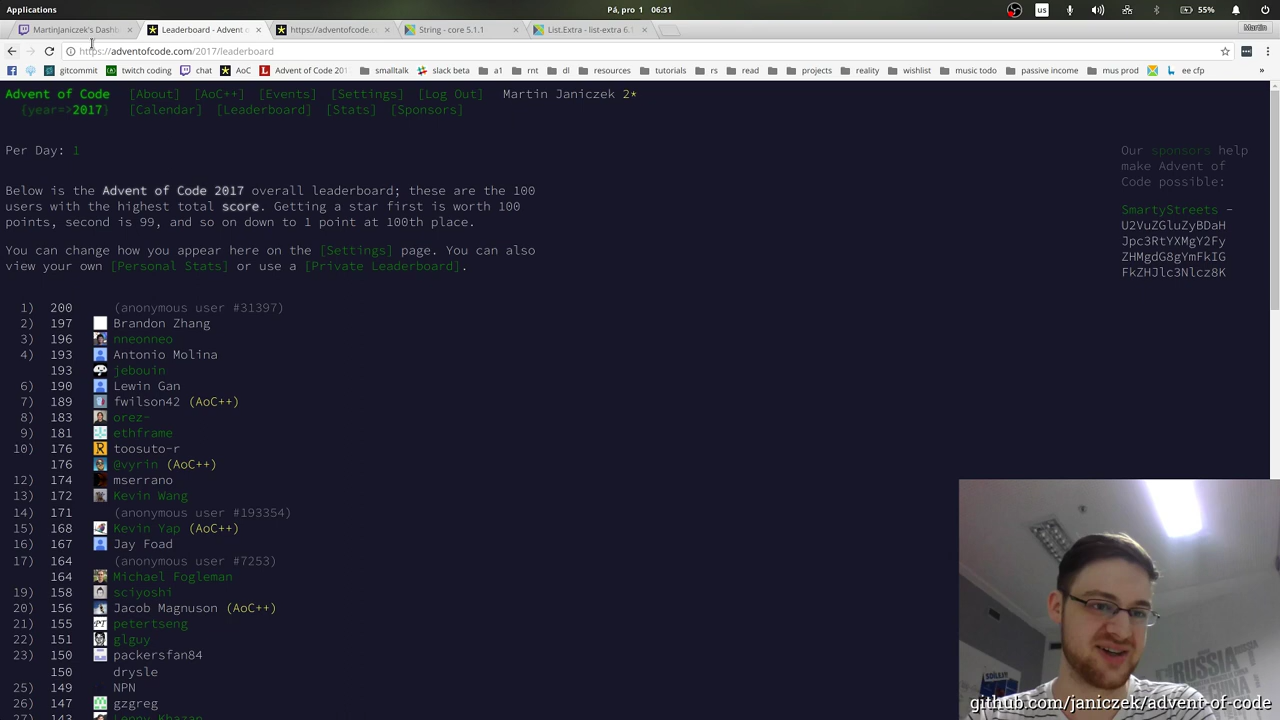 Applications
Pá, pro 1 06:31
us
55%
MartinJaniczek's Dashb
Leaderboard - Advent o
https://adventofcode.co
String - core 5.1.1
List.Extra - list-extra 6.1
Martin
https://adventofcode.com/2017/leaderboard
gitcommit
twitch coding
chat
AoC
Advent of Code 201
smalltalk
slack beta
a1
rnt
dl
resources
tutorials
rs
read
projects
reality
wishlist
music todo
passive income
mus prod
ee cfp
»
Advent of Code [About] [AoC++] [Events] [Settings] [Log Out] Martin Janiczek 2*
{year=>2017} [Calendar] [Leaderboard] [Stats] [Sponsors]
Per Day: 1
Our sponsors help
make Advent of
Code possible:
SmartyStreets -
U2VuZGluZyBDaH
Jpc3RtYXMgY2Fy
ZHMgdG8gYmFkIG
FkZHJlc3Nlcz8K
Below is the Advent of Code 2017 overall leaderboard; these are the 100
users with the highest total score. Getting a star first is worth 100
points, second is 99, and so on down to 1 point at 100th place.
You can change how you appear here on the [Settings] page. You can also
view your own [Personal Stats] or use a [Private Leaderboard].
1) 200 (anonymous user #31397)
2) 197 Brandon Zhang
3) 196 nneonneo
4) 193 Antonio Molina
193 jebouin
6) 190 Lewin Gan
7) 189 fwilson42 (AoC++)
8) 183 orez-
9) 181 ethframe
10) 176 toosuto-r
176 @vyrin (AoC++)
12) 174 mserrano
13) 172 Kevin Wang
14) 171 (anonymous user #193354)
15) 168 Kevin Yap (AoC++)
16) 167 Jay Foad
17) 164 (anonymous user #7253)
164 Michael Fogleman
19) 158 sciyoshi
20) 156 Jacob Magnuson (AoC++)
21) 155 petertseng
22) 151 glguy
23) 150 packersfan84
150 drysle
25) 149 NPN
26) 147 gzgreg
27) 143 Lenny Khazan
RUSSIA
github.com/janiczek/advent-of-code